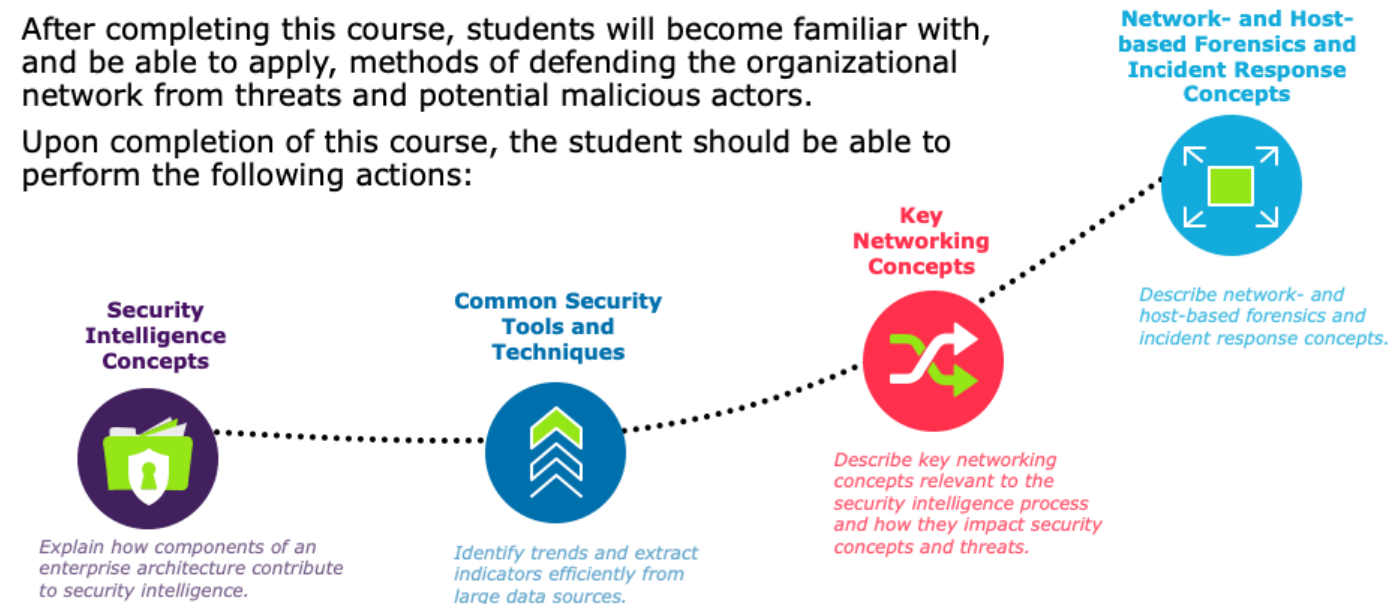 After completing this course, students will become familiar with,
and be able to apply, methods of defending the organizational
network from threats and potential malicious actors.
Upon completion of this course, the student should be able to
perform the following actions:
Security
Intelligence
Concepts
Explain how components of an
enterprise architecture contribute
to security intelligence.
Common Security
Tools and
Techniques
Identify trends and extract
indicators efficiently from
large data sources.
Key
Networking
Concepts
Describe key networking
concepts relevant to the
security intelligence process
and how they impact security
concepts and threats.
Network- and Host-
based Forensics and
Incident Response
Concepts
Describe network- and
host-based forensics and
incident response concepts.